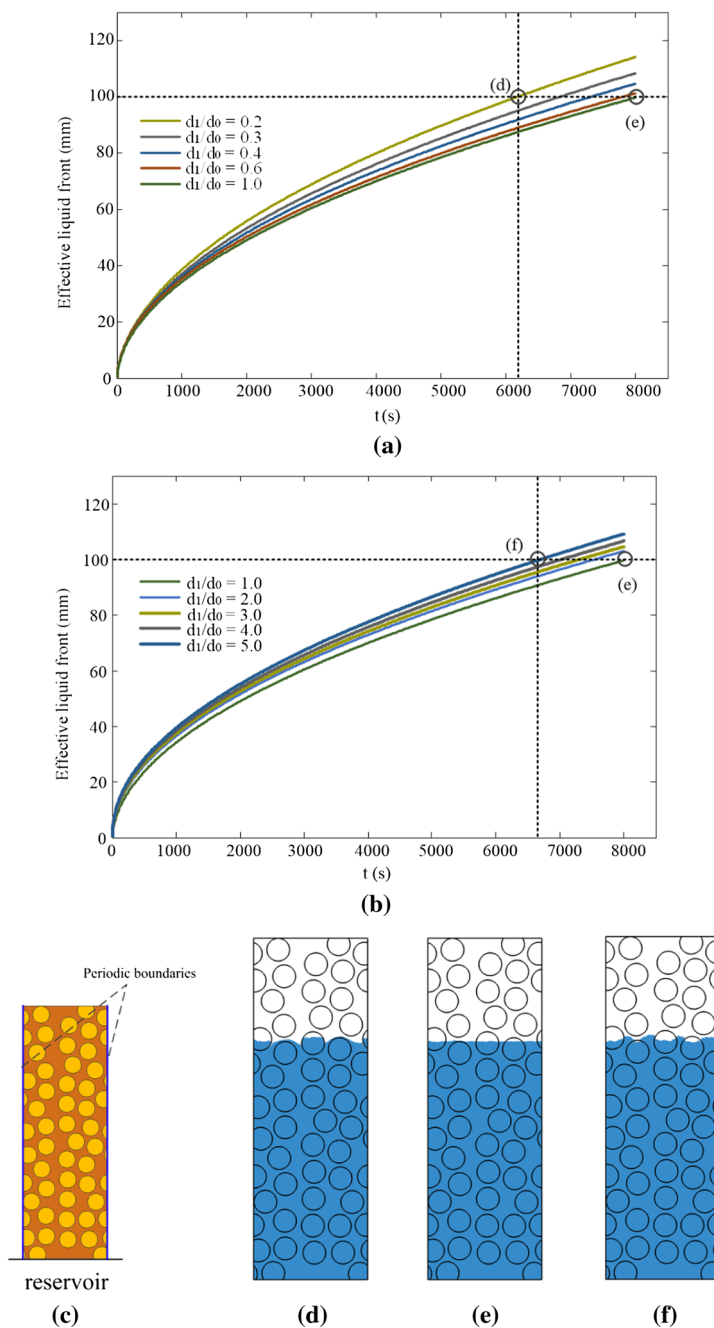 120
100
80
60
40
20
0
Effective liquid front (mm)
(d)
(e)
d1/d0 = 0.2
d1/d0 = 0.3
d1/d0 = 0.4
d1/d0 = 0.6
d1/d0 = 1.0
0 1000 2000 3000 4000 5000 6000 7000 8000
t (s)
(a)
120
100
80
60
40
20
0
Effective liquid front (mm)
(f)
(e)
d1/d0 = 1.0
d1/d0 = 2.0
d1/d0 = 3.0
d1/d0 = 4.0
d1/d0 = 5.0
0 1000 2000 3000 4000 5000 6000 7000 8000
t (s)
(b)
Periodic boundaries
reservoir
(c) (d) (e) (f)